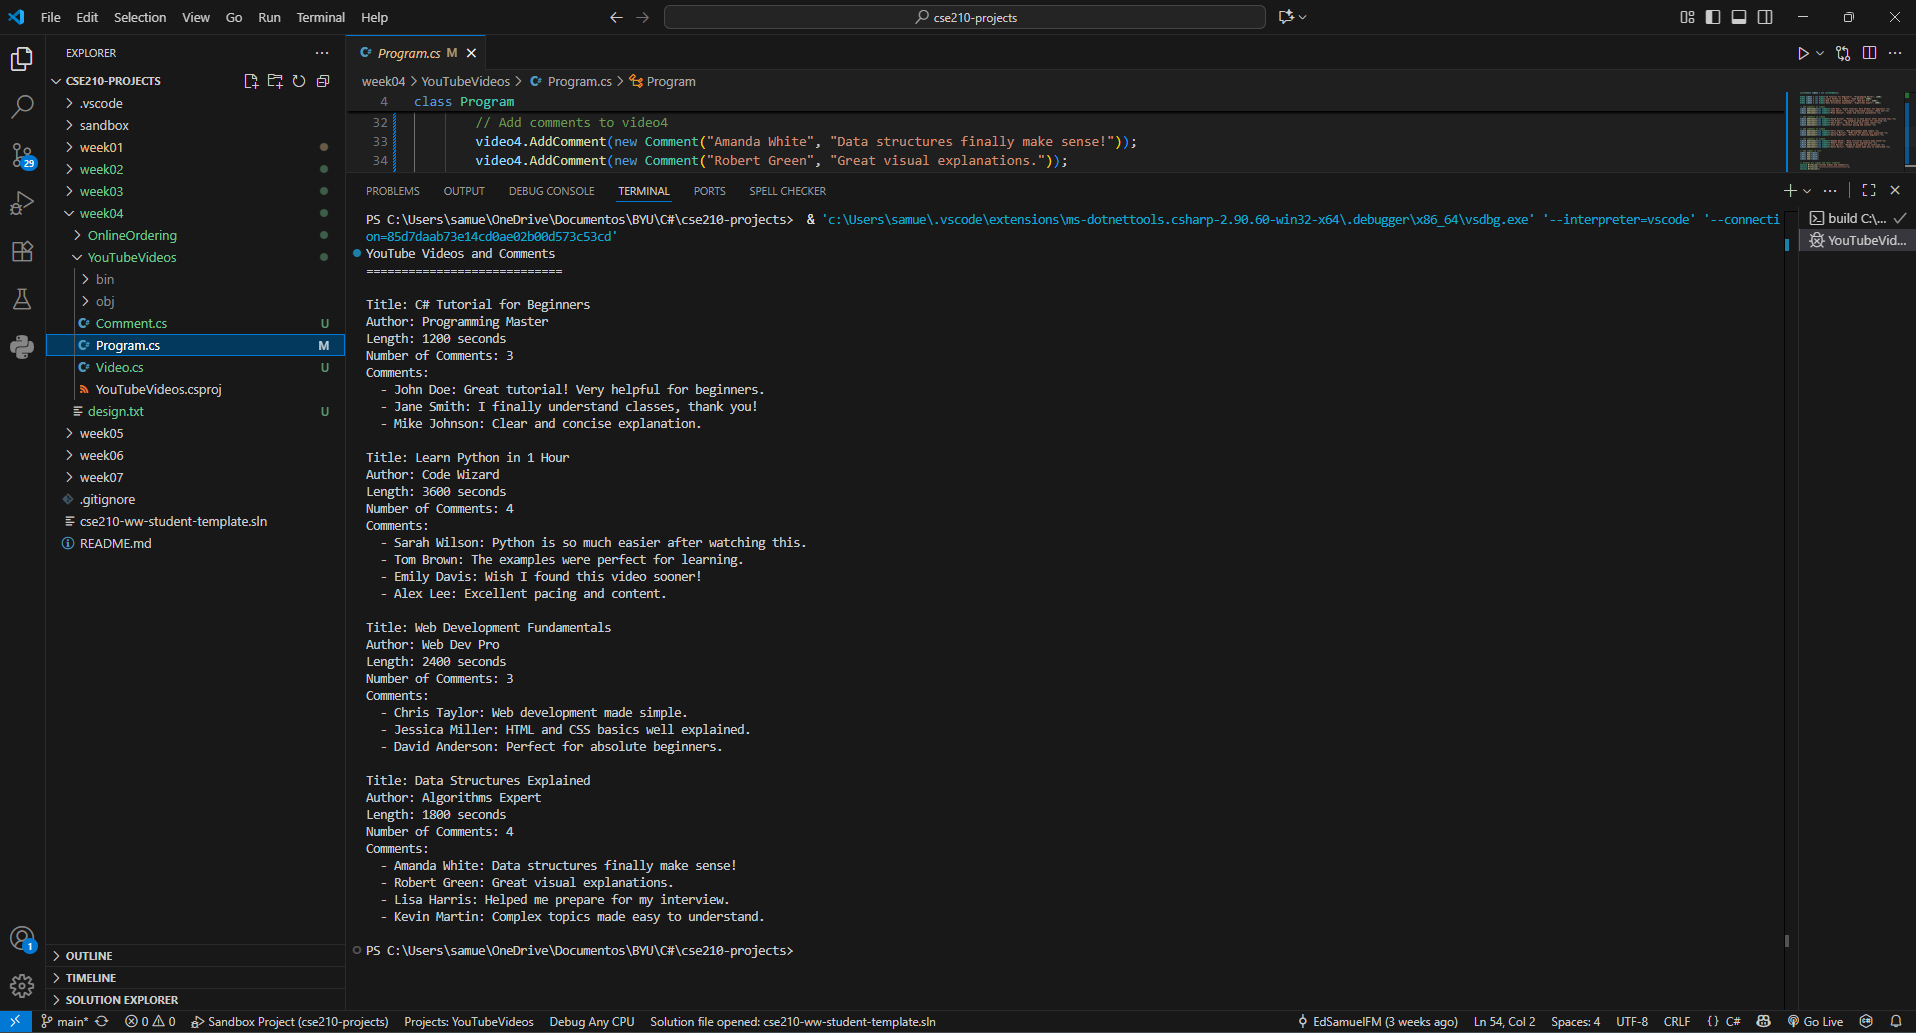 File Edit Selection View Go Run Terminal Help
cse210-projects
EXPLORER
CSE210-PROJECTS
.vscode
sandbox
week01
week02
week03
week04
OnlineOrdering
YouTubeVideos
bin
obj
Comment.cs U
Program.cs M
Video.cs U
YouTubeVideos.csproj
design.txt U
week05
week06
week07
.gitignore
cse210-ww-student-template.sln
README.md
OUTLINE
TIMELINE
SOLUTION EXPLORER
29
1
Program.cs M
week04 > YouTubeVideos > Program.cs > Program
4 class Program
32 // Add comments to video4
33 video4.AddComment(new Comment("Amanda White", "Data structures finally make sense!"));
34 video4.AddComment(new Comment("Robert Green", "Great visual explanations."));
PROBLEMS OUTPUT DEBUG CONSOLE TERMINAL PORTS SPELL CHECKER
PS C:\Users\samue\OneDrive\Documentos\BYU\C#\cse210-projects> & 'c:\Users\samue\.vscode\extensions\ms-dotnettools.csharp-2.90.60-win32-x64\.debugger\x86_64\vsdbg.exe' '--interpreter=vscode' '--connecti
on=85d7daab73e14cd0ae02b00d573c53cd'
YouTube Videos and Comments
============================
Title: C# Tutorial for Beginners
Author: Programming Master
Length: 1200 seconds
Number of Comments: 3
Comments:
- John Doe: Great tutorial! Very helpful for beginners.
- Jane Smith: I finally understand classes, thank you!
- Mike Johnson: Clear and concise explanation.
Title: Learn Python in 1 Hour
Author: Code Wizard
Length: 3600 seconds
Number of Comments: 4
Comments:
- Sarah Wilson: Python is so much easier after watching this.
- Tom Brown: The examples were perfect for learning.
- Emily Davis: Wish I found this video sooner!
- Alex Lee: Excellent pacing and content.
Title: Web Development Fundamentals
Author: Web Dev Pro
Length: 2400 seconds
Number of Comments: 3
Comments:
- Chris Taylor: Web development made simple.
- Jessica Miller: HTML and CSS basics well explained.
- David Anderson: Perfect for absolute beginners.
Title: Data Structures Explained
Author: Algorithms Expert
Length: 1800 seconds
Number of Comments: 4
Comments:
- Amanda White: Data structures finally make sense!
- Robert Green: Great visual explanations.
- Lisa Harris: Helped me prepare for my interview.
- Kevin Martin: Complex topics made easy to understand.
PS C:\Users\samue\OneDrive\Documentos\BYU\C#\cse210-projects>
build C:\...
YouTubeVid...
main* 0 0 Sandbox Project (cse210-projects) Projects: YouTubeVideos Debug Any CPU Solution file opened: cse210-ww-student-template.sln EdSamuelFM (3 weeks ago) Ln 54, Col 2 Spaces: 4 UTF-8 CRLF {} C# Go Live